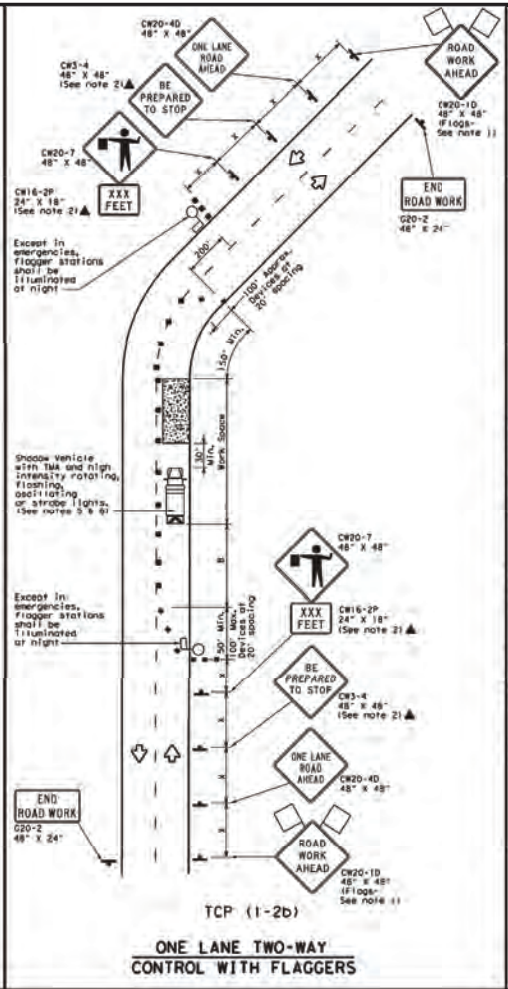 CW20-4D
48" X 48"
ONE LANE
ROAD
AHEAD
CW3-4
48" X 48"
(See note 2)▲
BE
PREPARED
TO STOP
ROAD
WORK
AHEAD
CW20-1D
48" X 48"
(Flags-
See note 1)
CW20-7
48" X 48"
XXX
FEET
CW16-2P
24" X 18"
(See note 2)▲
END
ROAD WORK
G20-2
48" X 24"
X
X
X
X
Except in
emergencies,
flagger stations
shall be
illuminated
at night
200'
100' Approx.
Devices at
20' spacing
150' Min.
Work Space
30'
Min.
Shadow Vehicle
with TMA and high
intensity rotating,
flashing,
oscillating
or strobe lights.
(See notes 5 & 6)
B
CW20-7
48" X 48"
XXX
FEET
CW16-2P
24" X 18"
(See note 2)▲
Except in
emergencies,
flagger stations
shall be
illuminated
at night
50' Min.
100' Max.
Devices at
20' spacing
X
X
X
X
BE
PREPARED
TO STOP
CW3-4
48" X 48"
(See note 2)▲
ONE LANE
ROAD
AHEAD
CW20-4D
48" X 48"
END
ROAD WORK
G20-2
48" X 24"
ROAD
WORK
AHEAD
CW20-1D
48" X 48"
(Flags-
See note 1)
TCP (1-2b)
ONE LANE TWO-WAY
CONTROL WITH FLAGGERS